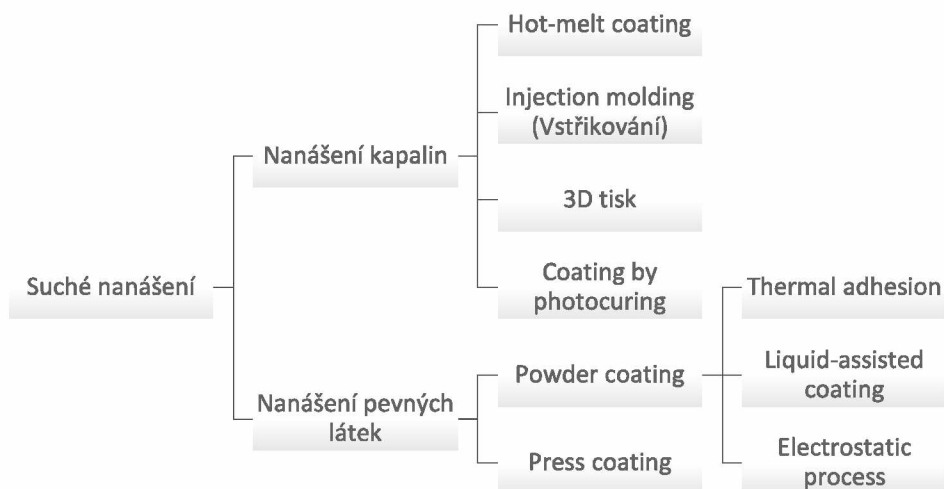 Suché nanášení
Nanášení kapalin
Hot-melt coating
Injection molding
(Vstřikování)
3D tisk
Coating by
photocuring
Nanášení pevných
látek
Powder coating
Thermal adhesion
Liquid-assisted
coating
Electrostatic
process
Press coating